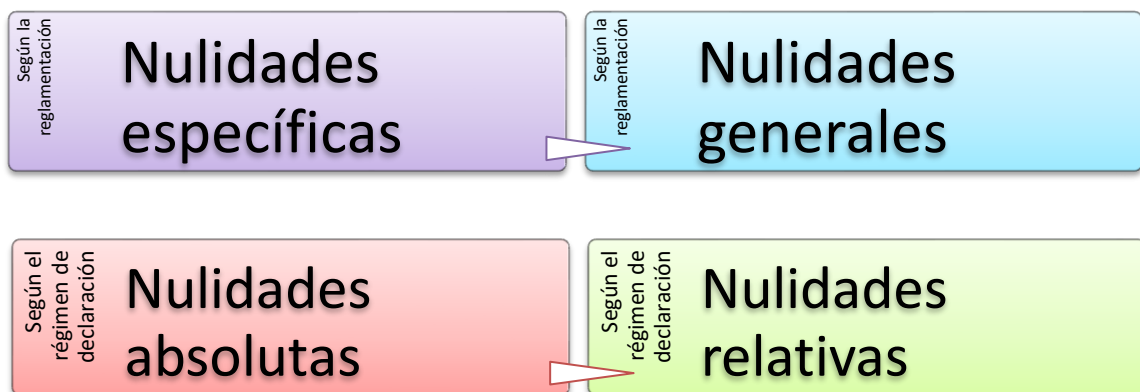 Según la
reglamentación
Nulidades
específicas
Según la
reglamentación
Nulidades
generales
Según el
régimen de
declaración
Nulidades
absolutas
Según el
régimen de
declaración
Nulidades
relativas